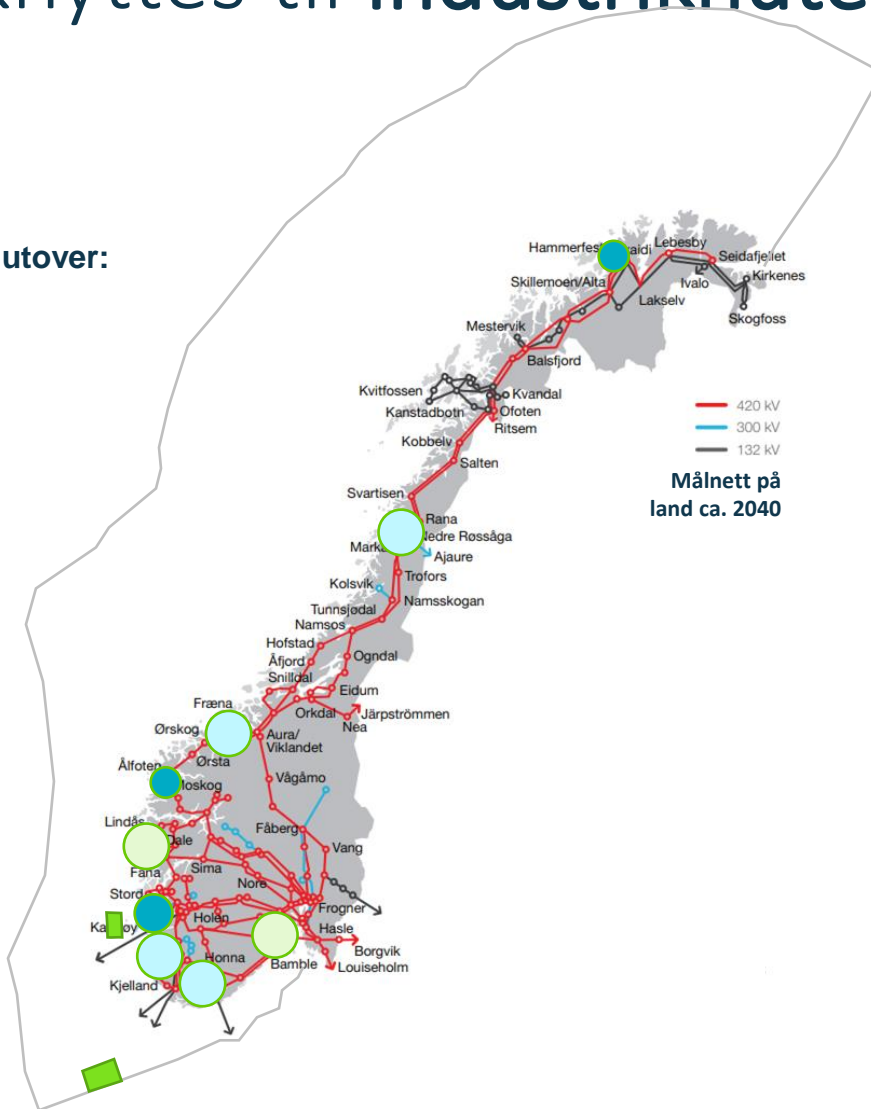 utover:
Lebesby
Seidafjellet
Ivalo
Kirkenes
Skillemoen/Alta
Lakselv
Skogfoss
Mestervik
Balsfjord
Kvitfossen
Kvandal
Kanstadbotn
Ofoten
Ritsem
420 kV
300 kV
132 kV
Målnett på
land ca. 2040
Kobbelv
Salten
Svartisen
Rana
Nedre Røssåga
Ajaure
Trofors
Kolsvik
Namsskogan
Tunnsjødal
Namsos
Hofstad
Ogndal
Åfjord
Snilldal
Eidum
Fræna
Orkdal
Järpströmmen
Nea
Ørskog
Aura/
Viklandet
Ørsta
Ålfoten
Moskog
Vågåmo
Lindås
Fåberg
Dale
Vang
Fana
Sima
Nore
Stord
Frogner
Holen
Hasle
Borgvik
Honna
Bamble
Louiseholm
Kjelland